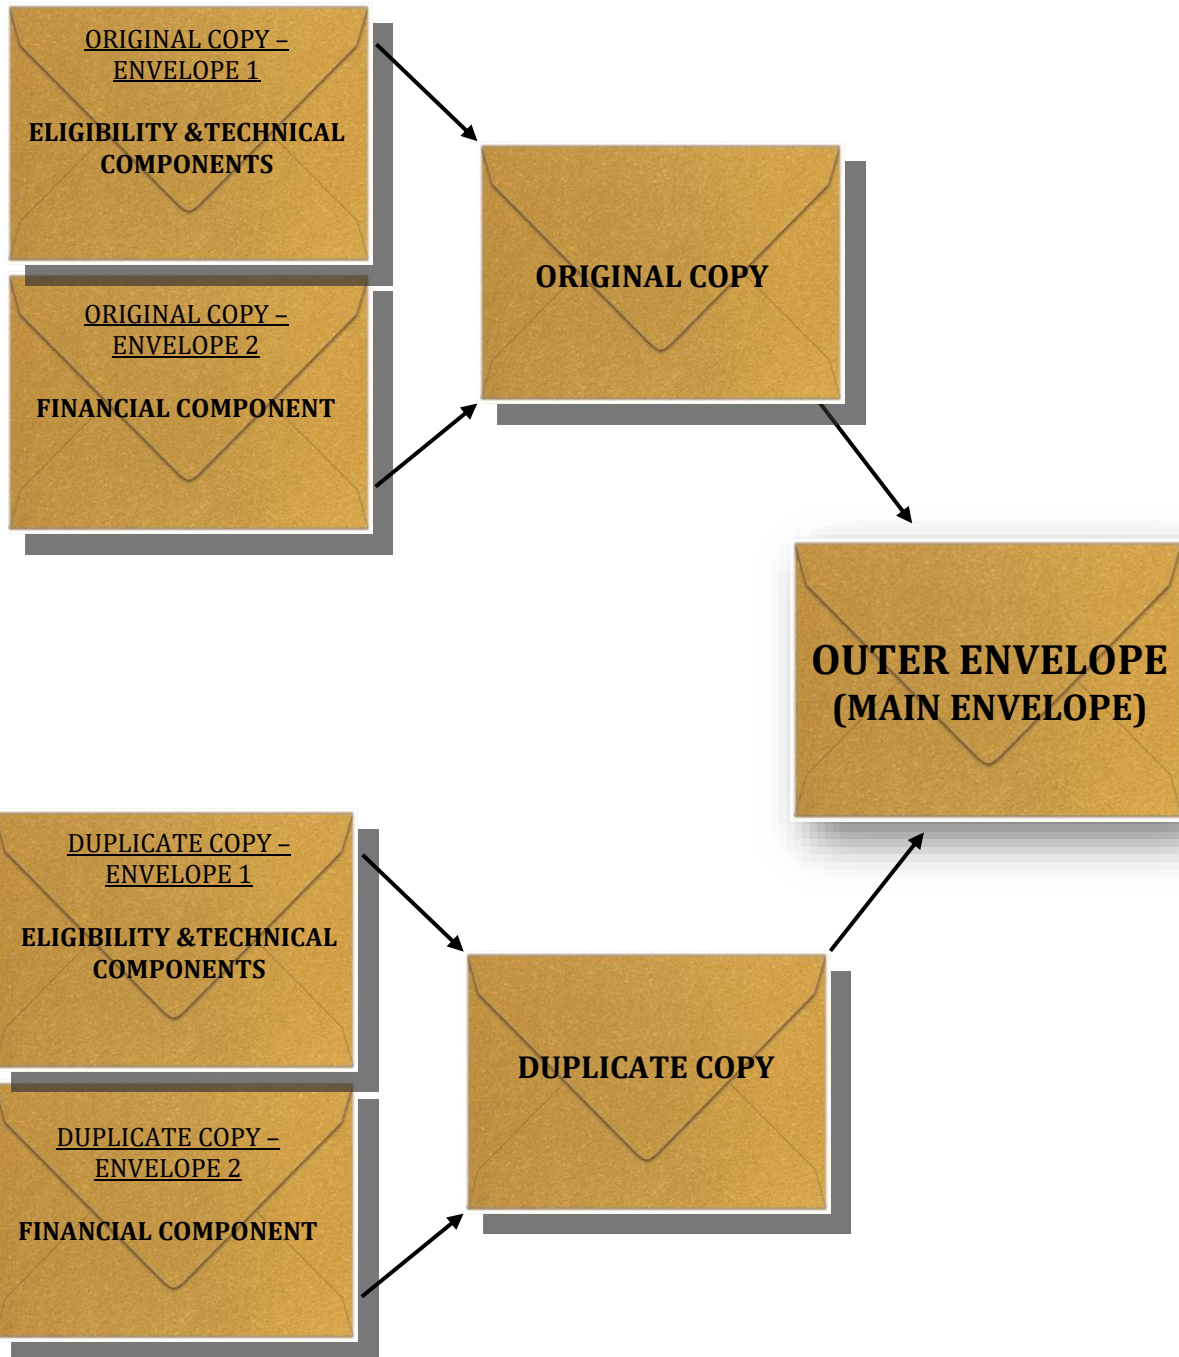 ORIGINAL COPY –
ENVELOPE 1
ELIGIBILITY &TECHNICAL
COMPONENTS
ORIGINAL COPY –
ENVELOPE 2
FINANCIAL COMPONENT
ORIGINAL COPY
OUTER ENVELOPE
(MAIN ENVELOPE)
DUPLICATE COPY –
ENVELOPE 1
ELIGIBILITY &TECHNICAL
COMPONENTS
DUPLICATE COPY –
ENVELOPE 2
FINANCIAL COMPONENT
DUPLICATE COPY